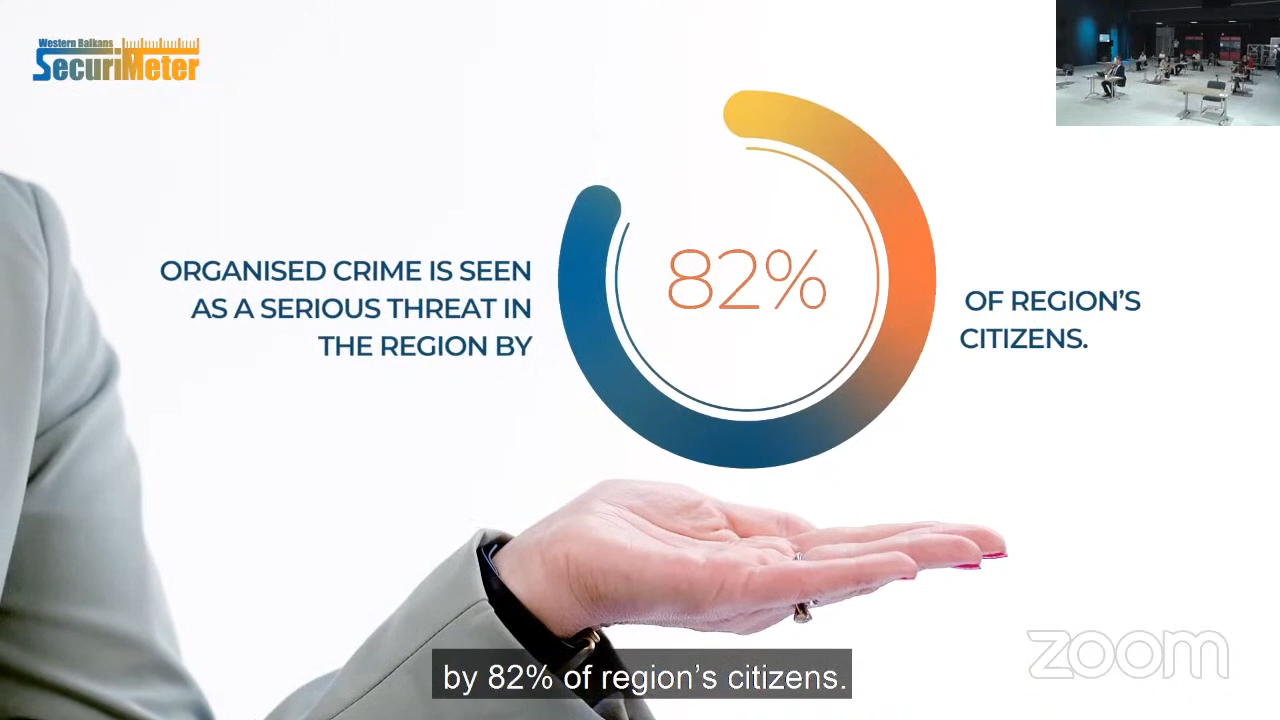 Western Balkans
SecuriMeter
ORGANISED CRIME IS SEEN
AS A SERIOUS THREAT IN
THE REGION BY
82%
OF REGION'S
CITIZENS.
zoom
by 82% of region's citizens.